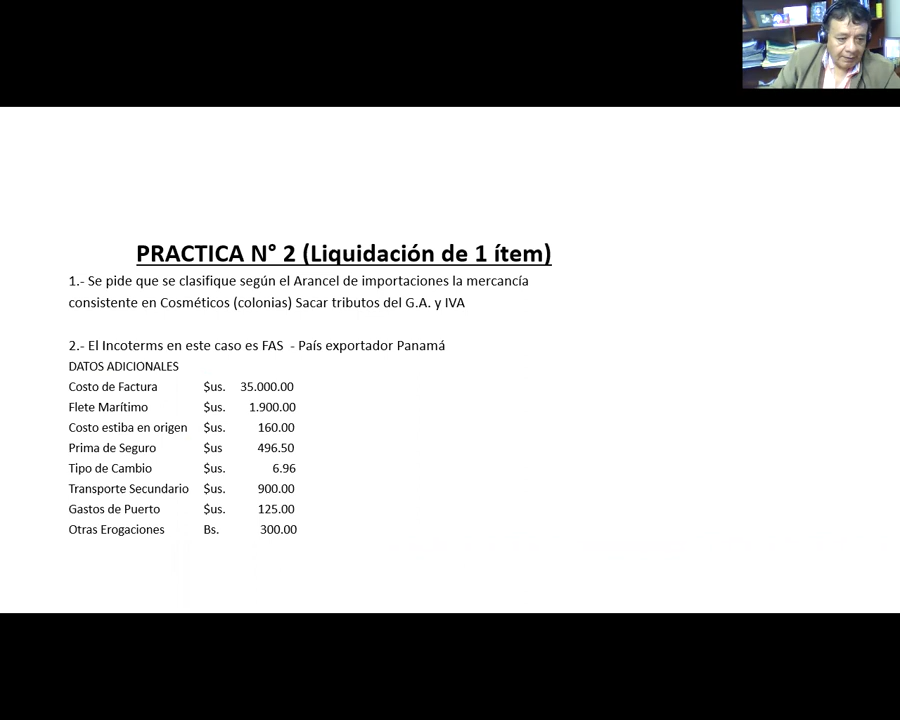 PRACTICA N° 2 (Liquidación de 1 ítem)
1.- Se pide que se clasifique según el Arancel de importaciones la mercancía
consistente en Cosméticos (colonias) Sacar tributos del G.A. y IVA
2.- El Incoterms en este caso es FAS - País exportador Panamá
DATOS ADICIONALES
Costo de Factura $us. 35.000.00
Flete Marítimo $us. 1.900.00
Costo estiba en origen $us. 160.00
Prima de Seguro $us 496.50
Tipo de Cambio $us. 6.96
Transporte Secundario $us. 900.00
Gastos de Puerto $us. 125.00
Otras Erogaciones Bs. 300.00